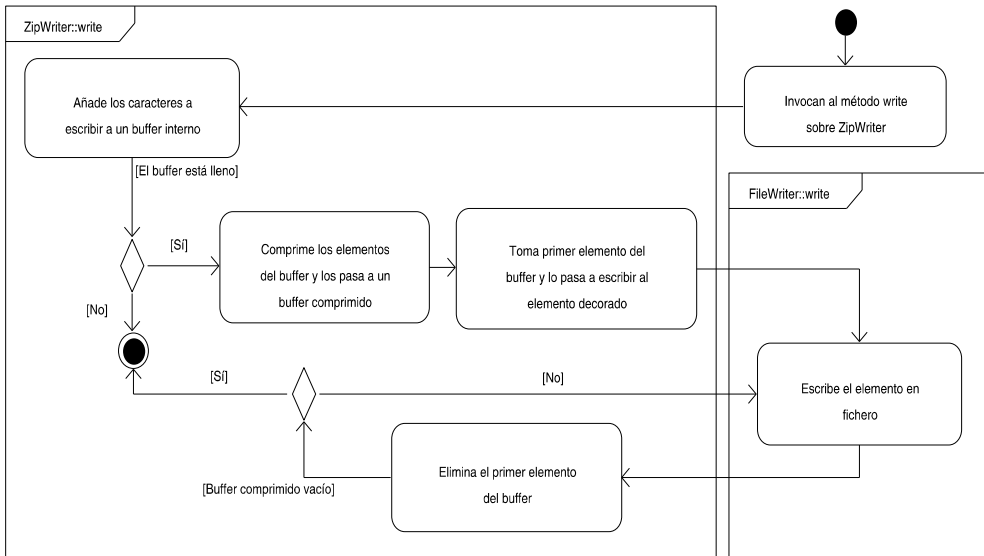 ZipWriter::write
Añade los caracteres a
escribir a un buffer interno
Invocan al método write
sobre ZipWriter
[El buffer está lleno]
FileWriter::write
[Sí]
Comprime los elementos
del buffer y los pasa a un
buffer comprimido
Toma primer elemento del
buffer y lo pasa a escribir al
elemento decorado
[No]
[Sí]
[No]
Escribe el elemento en
fichero
Elimina el primer elemento
del buffer
[Buffer comprimido vacío]